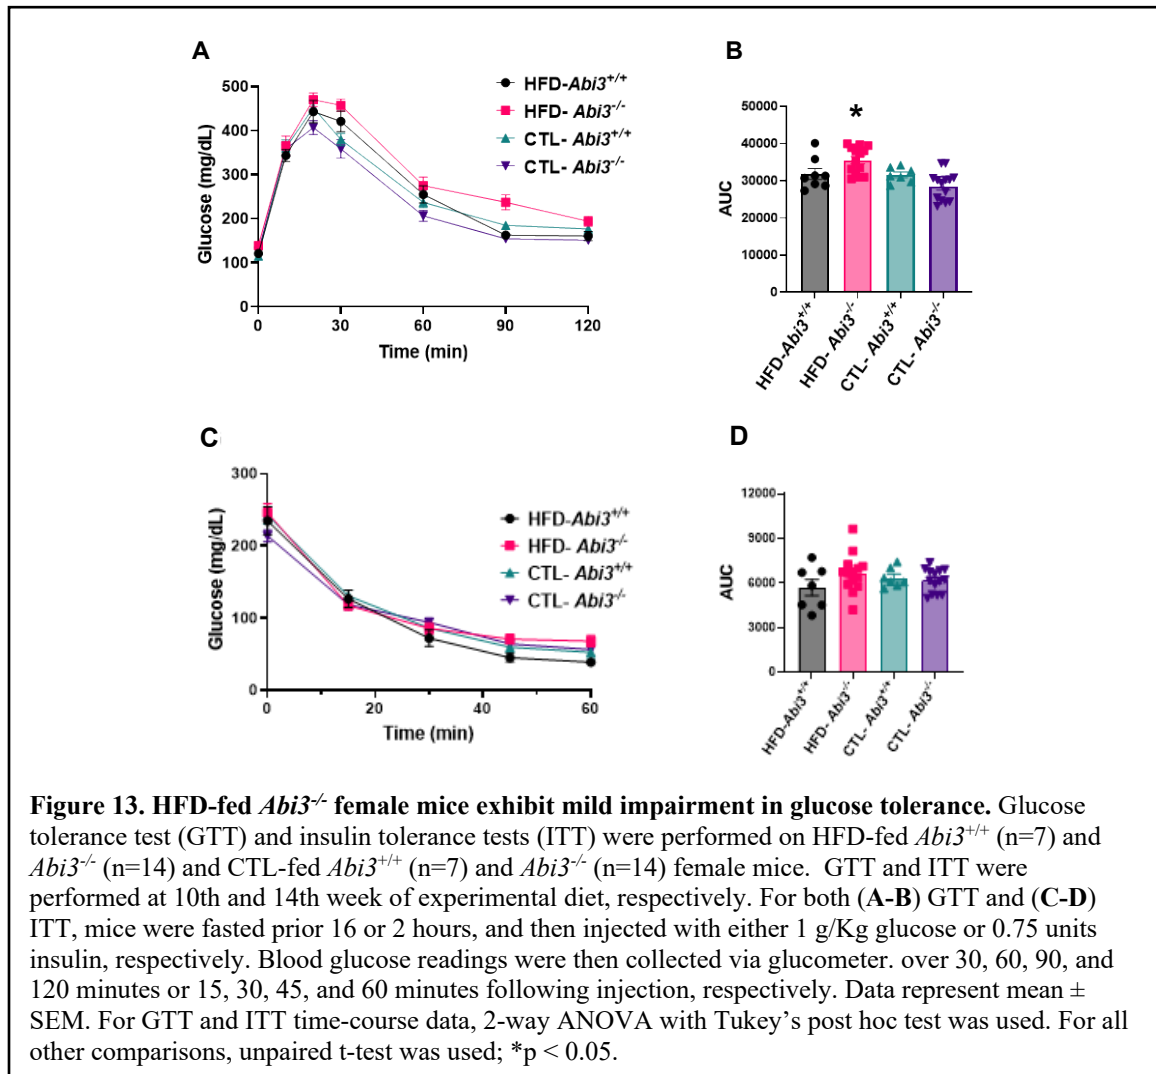 A
Glucose (mg/dL)
500
400
300
200
100
0
0 30 60 90 120
Time (min)
HFD-Abi3+/+
HFD- Abi3-/-
CTL- Abi3+/+
CTL- Abi3-/-
B
*
AUC
50000
40000
30000
20000
10000
0
HFD-Abi3+/+
HFD- Abi3-/-
CTL- Abi3+/+
CTL- Abi3-/-
C
Glucose (mg/dL)
300
200
100
0
0 20 40 60
Time (min)
HFD-Abi3+/+
HFD- Abi3-/-
CTL- Abi3+/+
CTL- Abi3-/-
D
AUC
12000
9000
6000
3000
0
HFD-Abi3+/+
HFD- Abi3-/-
CTL- Abi3+/+
CTL- Abi3-/-
Figure 13. HFD-fed Abi3-/- female mice exhibit mild impairment in glucose tolerance. Glucose
tolerance test (GTT) and insulin tolerance tests (ITT) were performed on HFD-fed Abi3+/+ (n=7) and
Abi3-/- (n=14) and CTL-fed Abi3+/+ (n=7) and Abi3-/- (n=14) female mice. GTT and ITT were
performed at 10th and 14th week of experimental diet, respectively. For both (A-B) GTT and (C-D)
ITT, mice were fasted prior 16 or 2 hours, and then injected with either 1 g/Kg glucose or 0.75 units
insulin, respectively. Blood glucose readings were then collected via glucometer. over 30, 60, 90, and
120 minutes or 15, 30, 45, and 60 minutes following injection, respectively. Data represent mean ±
SEM. For GTT and ITT time-course data, 2-way ANOVA with Tukey's post hoc test was used. For all
other comparisons, unpaired t-test was used; *p < 0.05.